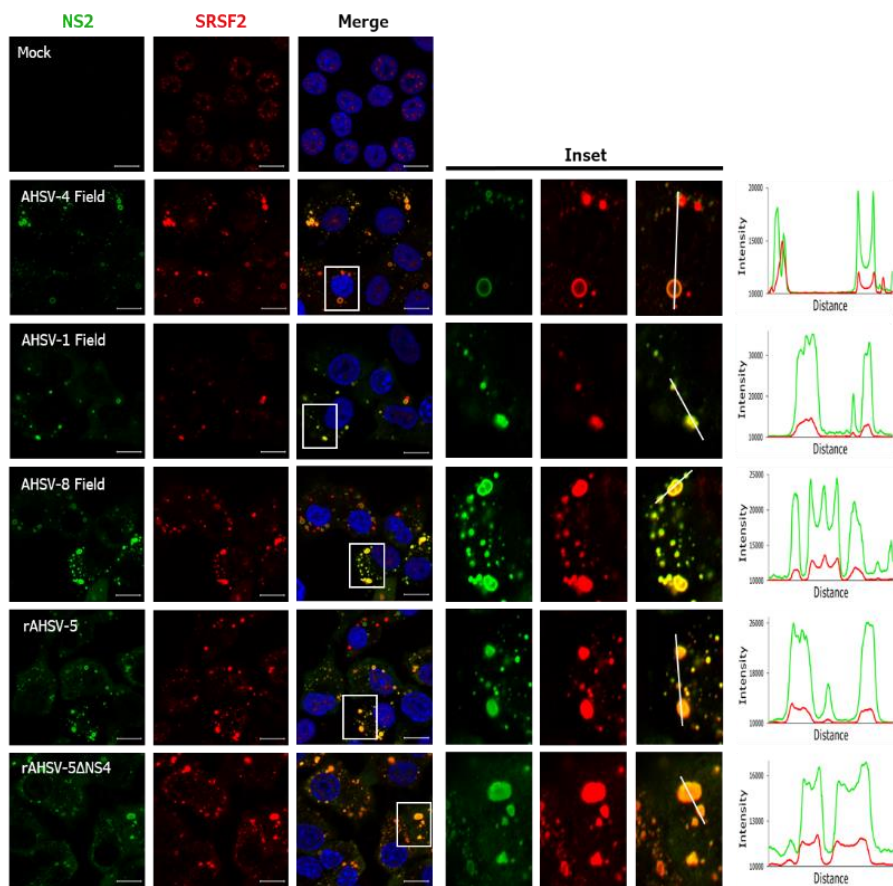 NS2 SRSF2 Merge
Mock
Inset
AHSV-4 Field
Intensity
20000
15000
10000
Distance
AHSV-1 Field
Intensity
30000
20000
10000
Distance
AHSV-8 Field
Intensity
25000
20000
15000
10000
Distance
rAHSV-5
Intensity
26000
18000
10000
Distance
rAHSV-5ΔNS4
Intensity
16000
13000
10000
Distance